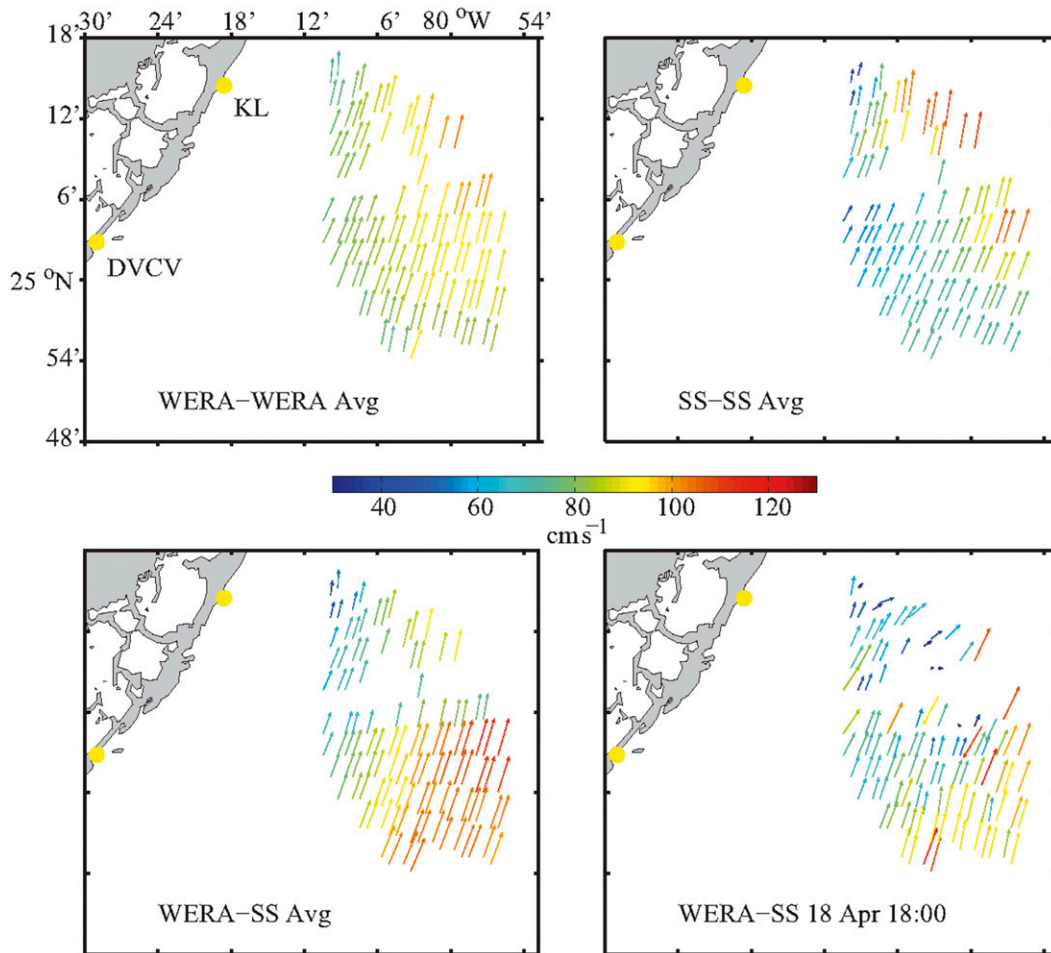 30' 24' 18' 12' 6' 80 °W 54'
18'
12'
6'
25 °N
54'
48'
KL
DVCV
WERA−WERA Avg
SS−SS Avg
40 60 80 100 120
cm s⁻¹
WERA−SS Avg
WERA−SS 18 Apr 18:00